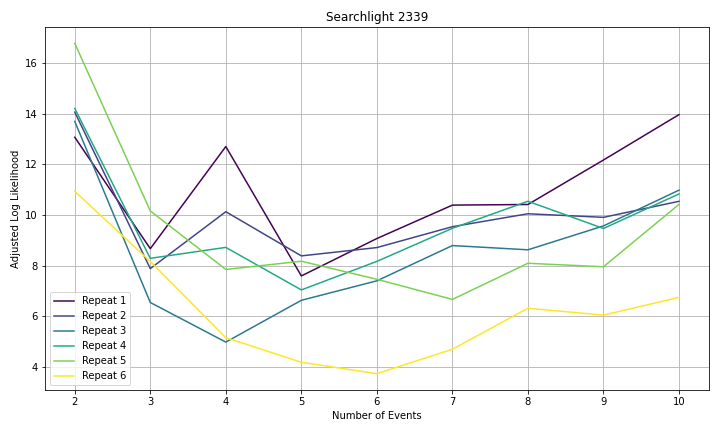 Searchlight 2339
Adjusted Log Likelihood
16
14
12
10
8
6
4
Repeat 1
Repeat 2
Repeat 3
Repeat 4
Repeat 5
Repeat 6
2 3 4 5 6 7 8 9 10
Number of Events